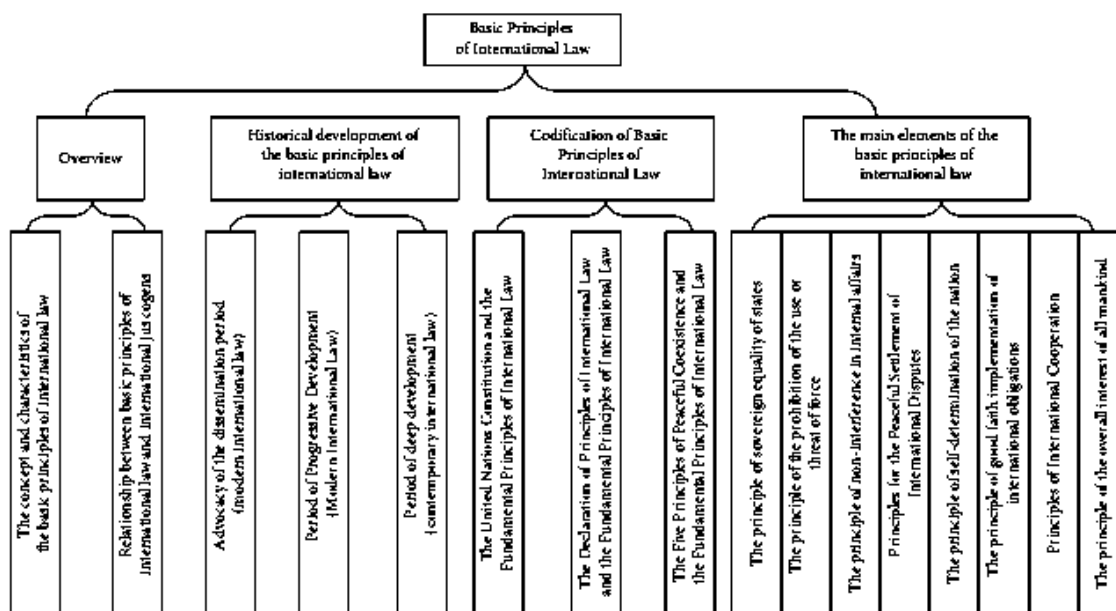 Basic Principles
of International Law
Overview
Historical development of
the basic principles of
international law
Codification of Basic
Principles of
International Law
The main elements of the
basic principles of
international law
The concept and characteristics of
the basic principles of international law
Relationship between basic principles of
international law and international jus cogens
Advocacy of the dissemination period
(modern international law)
Period of Progressive Development
(Modern International Law)
Period of deep development
(contemporary international law)
The United Nations Constitution and the
Fundamental Principles of International Law
The Declaration of Principles of International Law
and the Fundamental Principles of International Law
The Five Principles of Peaceful Coexistence and
the Fundamental Principles of International Law
The principle of sovereign equality of states
The principle of the prohibition of the use or
threat of force
The principle of non-interference in internal affairs
Principles for the Peaceful Settlement of
International Disputes
The principle of self-determination of the nation
The principle of good faith implementation of
international obligations
Principles of International Cooperation
The principle of the overall interest of all mankind